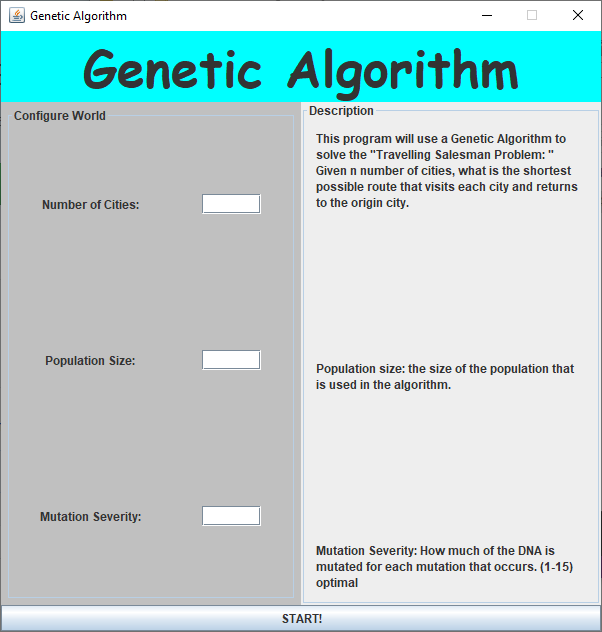 Genetic Algorithm
Genetic Algorithm
Configure World
Number of Cities:
Population Size:
Mutation Severity:
Description
This program will use a Genetic Algorithm to
solve the "Travelling Salesman Problem: "
Given n number of cities, what is the shortest
possible route that visits each city and returns
to the origin city.
Population size: the size of the population that
is used in the algorithm.
Mutation Severity: How much of the DNA is
mutated for each mutation that occurs. (1-15)
optimal
START!